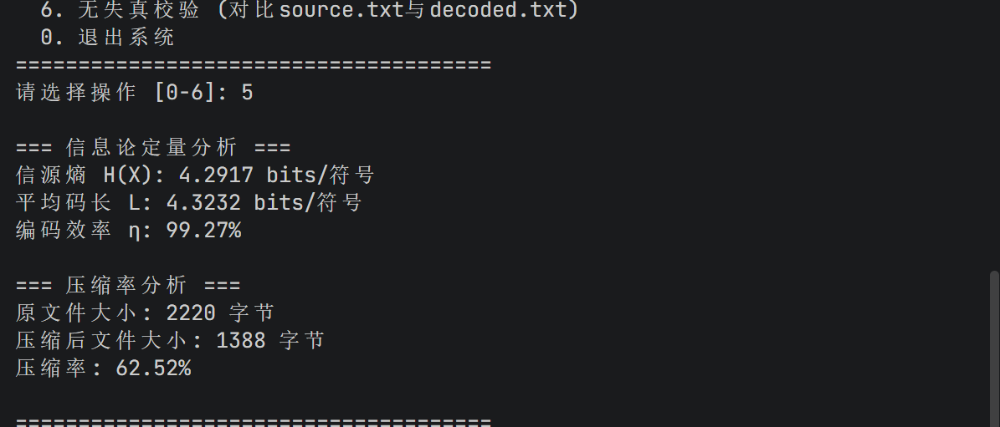 6. 无失真校验 (对比source.txt与decoded.txt)
0. 退出系统
======================================
请选择操作 [0-6]: 5
=== 信息论定量分析 ===
信源熵 H(X): 4.2917 bits/符号
平均码长 L: 4.3232 bits/符号
编码效率 η: 99.27%
=== 压缩率分析 ===
原文件大小: 2220 字节
压缩后文件大小: 1388 字节
压缩率: 62.52%
======================================